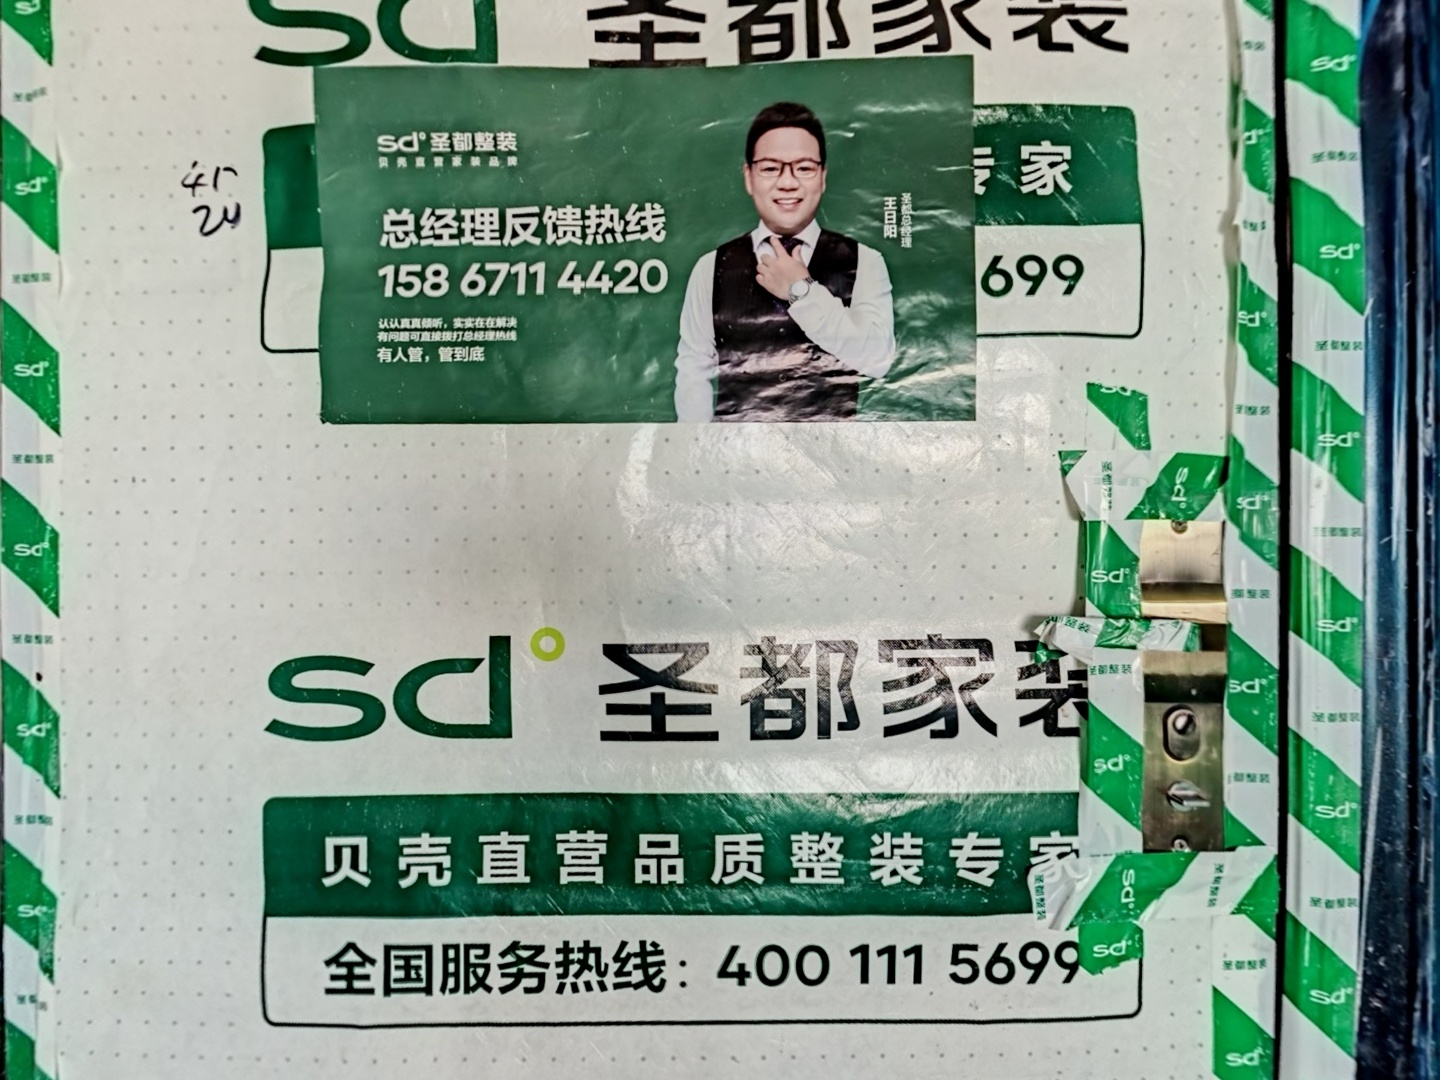 sd° 圣都家装
sd° 圣都整装
贝壳直营家装品牌
总经理反馈热线
158 6711 4420
认认真真倾听，实实在在解决
有问题可直接拨打总经理热线
有人管，管到底
圣都总经理
王日阳
专家
699
sd° 圣都家装
贝壳直营品质整装专家
全国服务热线：400 111 5699